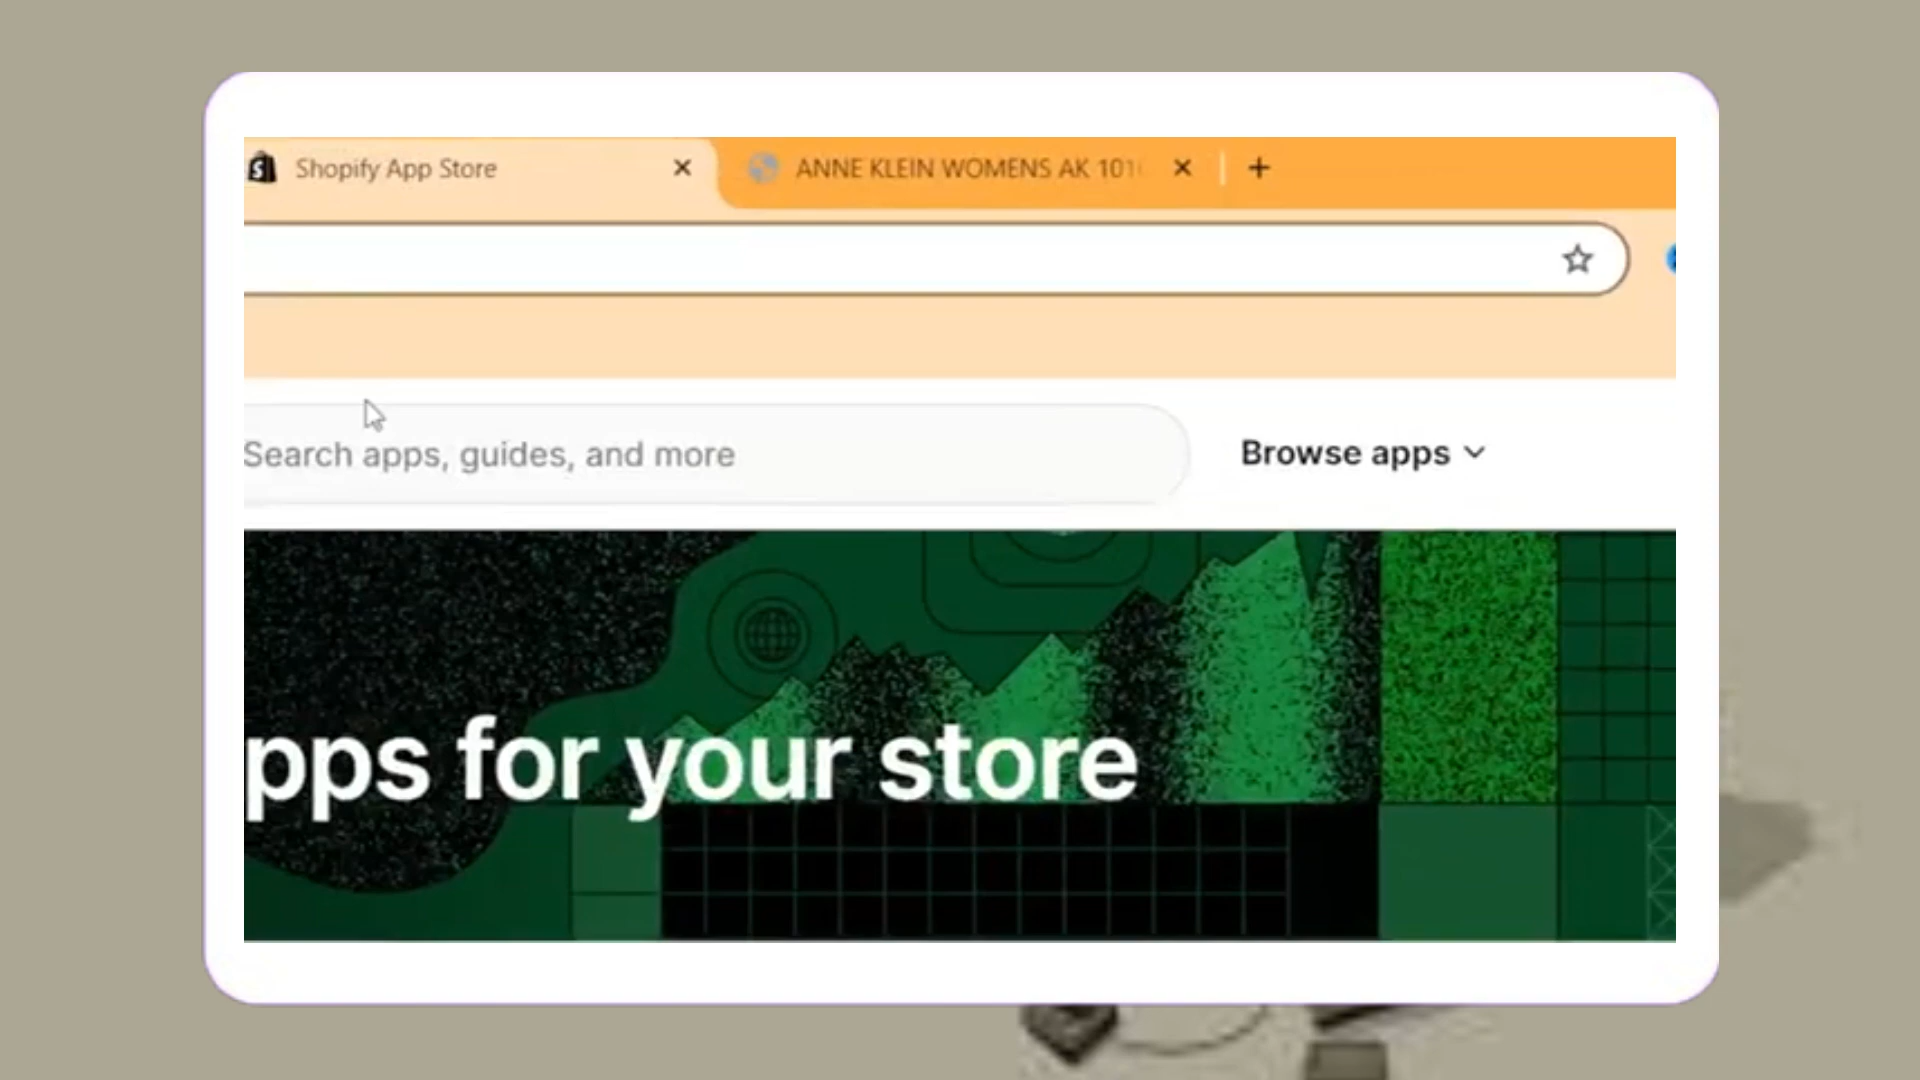 Shopify App Store
ANNE KLEIN WOMENS AK 101
Search apps, guides, and more
Browse apps
pps for your store